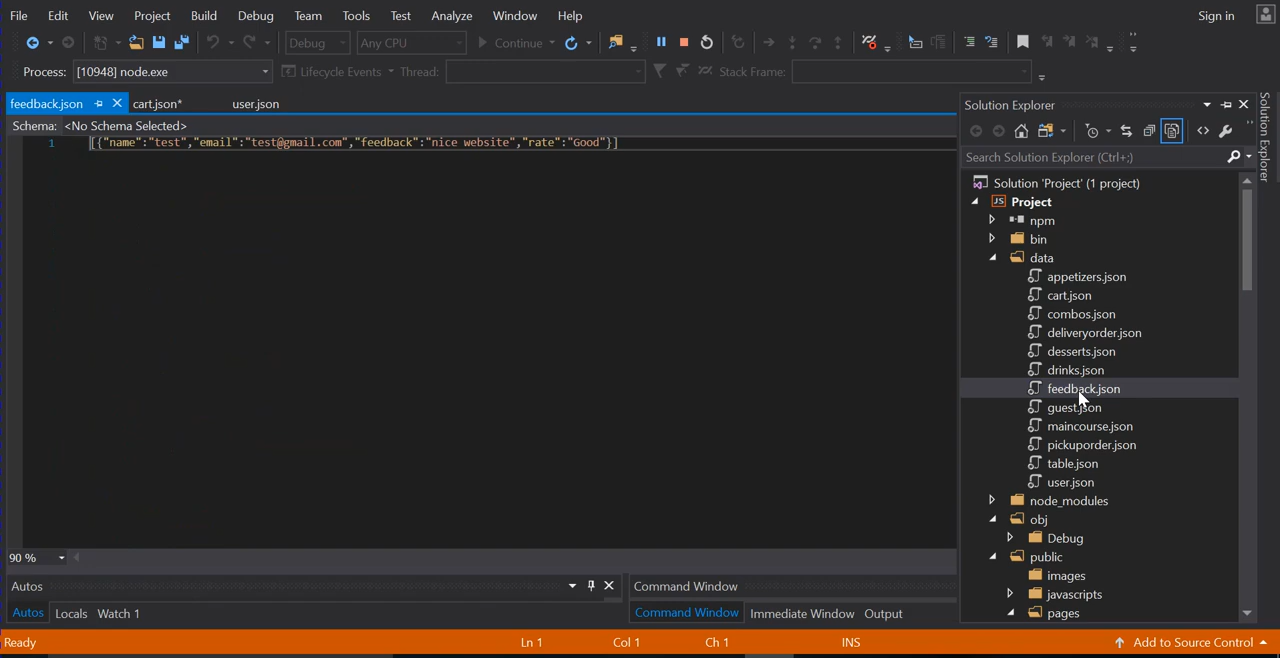 File Edit View Project Build Debug Team Tools Test Analyze Window Help Sign in
Debug Any CPU Continue
Process: [10948] node.exe Lifecycle Events Thread: Stack Frame:
feedback.json cart.json* user.json
Schema: <No Schema Selected>
1 [{"name":"test","email":"test@gmail.com","feedback":"nice website","rate":"Good"}]
90 %
Autos
Autos Locals Watch 1
Command Window
Command Window Immediate Window Output
Solution Explorer
Search Solution Explorer (Ctrl+;)
Solution 'Project' (1 project)
JS Project
npm
bin
data
appetizers.json
cart.json
combos.json
deliveryorder.json
desserts.json
drinks.json
feedback.json
guest.json
maincourse.json
pickuporder.json
table.json
user.json
node_modules
obj
Debug
public
images
javascripts
pages
Solution Explorer
Ready Ln 1 Col 1 Ch 1 INS Add to Source Control